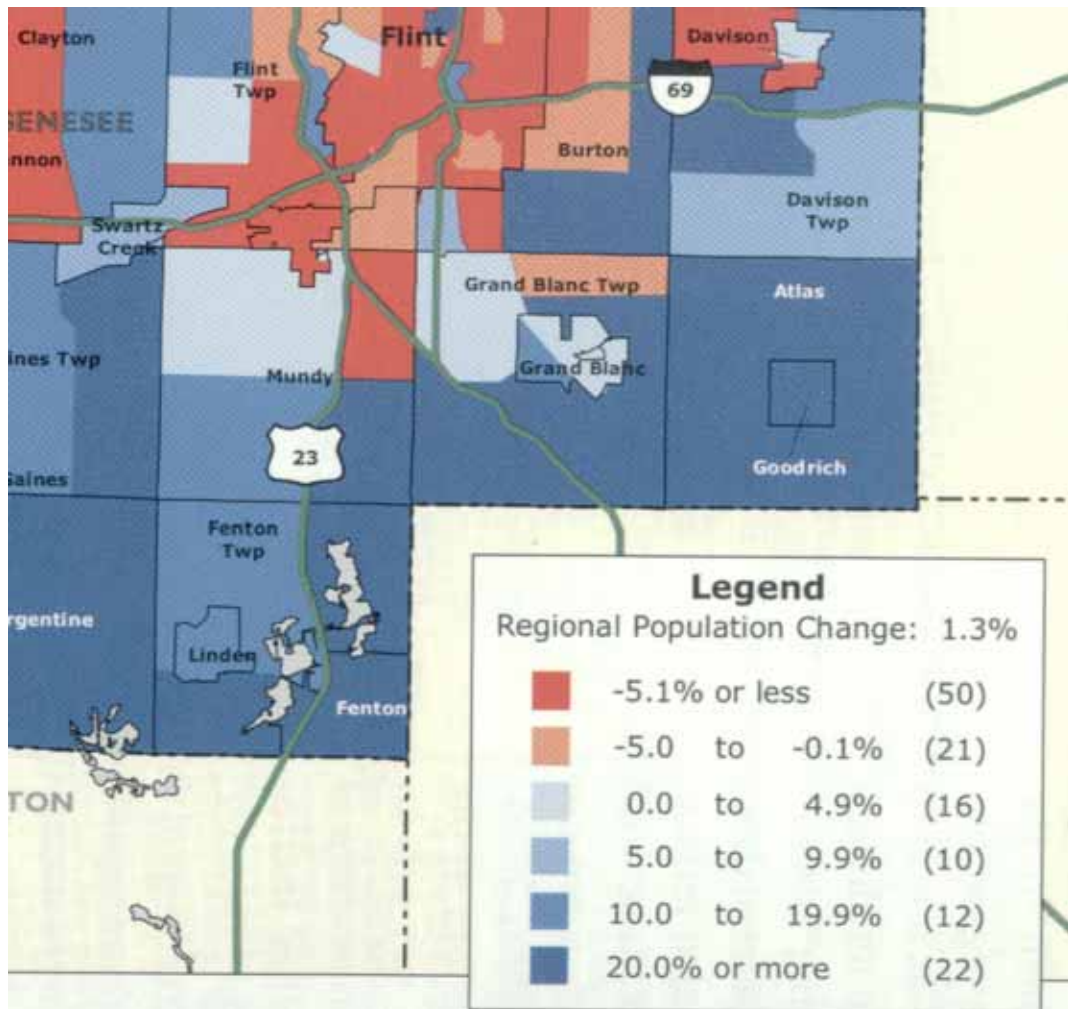 Clayton
Flint
Davison
Flint
Twp
69
SENESEE
nnon
Burton
Davison
Twp
Swartz
Creek
Grand Blanc Twp
Atlas
ines Twp
Mundy
Grand Blanc
23
Goodrich
Gaines
Fenton
Twp
rgentine
Linden
Fenton
TON
Legend
Regional Population Change: 1.3%
-5.1% or less (50)
-5.0 to -0.1% (21)
0.0 to 4.9% (16)
5.0 to 9.9% (10)
10.0 to 19.9% (12)
20.0% or more (22)